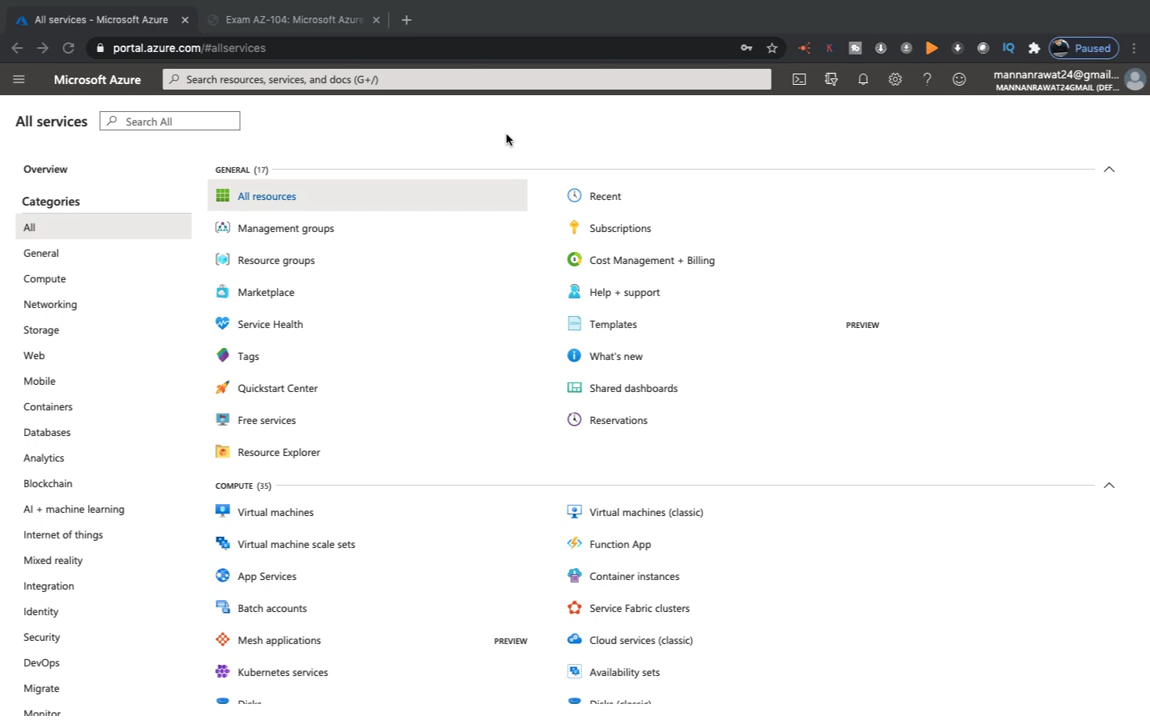 All services - Microsoft Azure
Exam AZ-104: Microsoft Azure
portal.azure.com/#allservices
Paused
Microsoft Azure
Search resources, services, and docs (G+/)
mannanrawat24@gmail...
MANNANRAWAT24GMAIL (DEF...
All services
Search All
Overview
Categories
All
General
Compute
Networking
Storage
Web
Mobile
Containers
Databases
Analytics
Blockchain
AI + machine learning
Internet of things
Mixed reality
Integration
Identity
Security
DevOps
Migrate
Monitor
GENERAL (17)
All resources
Recent
Management groups
Subscriptions
Resource groups
Cost Management + Billing
Marketplace
Help + support
Service Health
Templates
PREVIEW
Tags
What's new
Quickstart Center
Shared dashboards
Free services
Reservations
Resource Explorer
COMPUTE (35)
Virtual machines
Virtual machines (classic)
Virtual machine scale sets
Function App
App Services
Container instances
Batch accounts
Service Fabric clusters
Mesh applications
PREVIEW
Cloud services (classic)
Kubernetes services
Availability sets
Disks
Disks (classic)